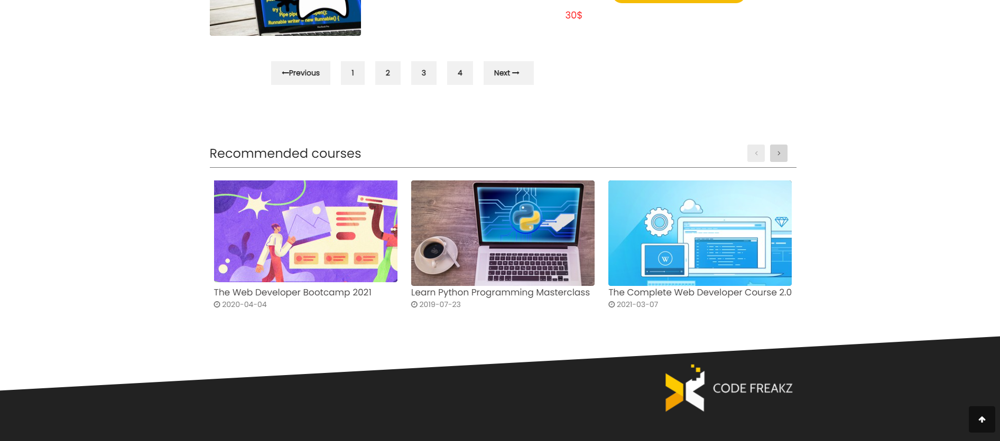 try {
Runnable writer = new Runnable() {
MacBook Pro
30$
←Previous 1 2 3 4 Next →
Recommended courses
< >
W
The Web Developer Bootcamp 2021
2020-04-04
Learn Python Programming Masterclass
2019-07-23
The Complete Web Developer Course 2.0
2021-03-07
CODE FREAKZ